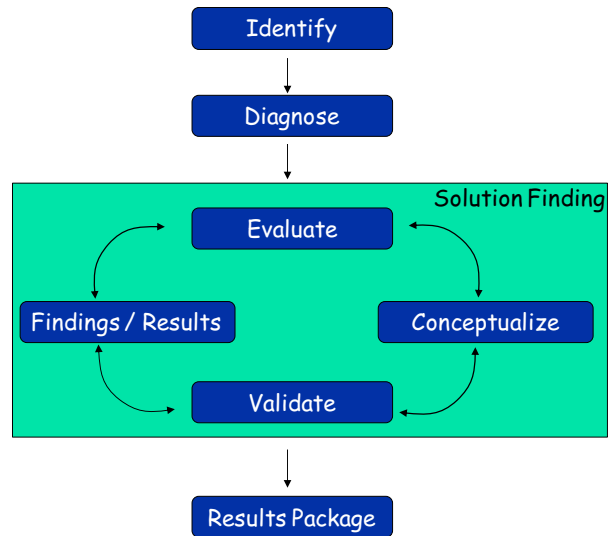 Identify
Diagnose
Solution Finding
Evaluate
Findings / Results
Conceptualize
Validate
Results Package